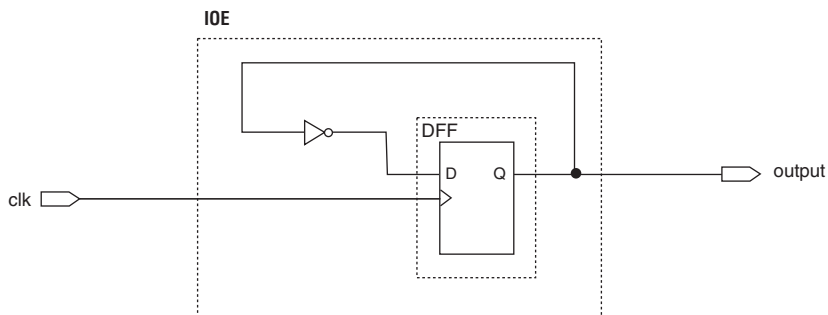 IOE
DFF
D Q
clk
output